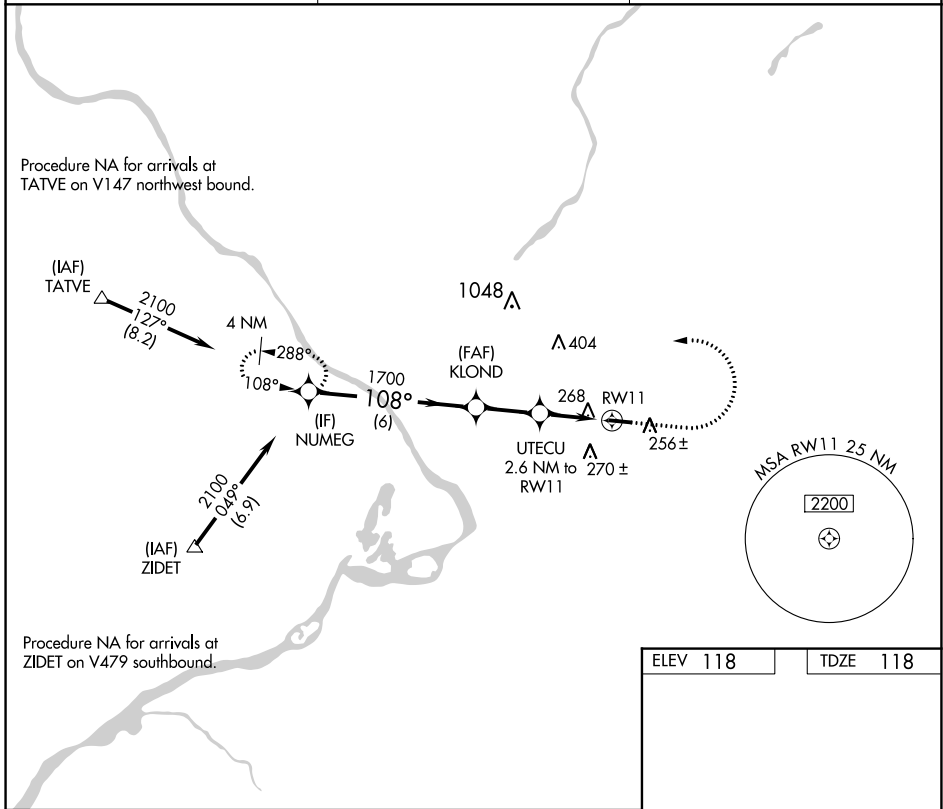 Procedure NA for arrivals at
TATVE on V147 northwest bound.
(IAF)
TATVE
2100
127°
(8.2)
4 NM
288°
108°
(IF)
NUMEG
1700
108°
(6)
1048
404
(FAF)
KLOND
268
RW11
256±
UTECU
2.6 NM to
RW11
270 ±
2100
049°
(6.9)
(IAF)
ZIDET
MSA RW11 25 NM
2200
Procedure NA for arrivals at
ZIDET on V479 southbound.
ELEV 118
TDZE 118